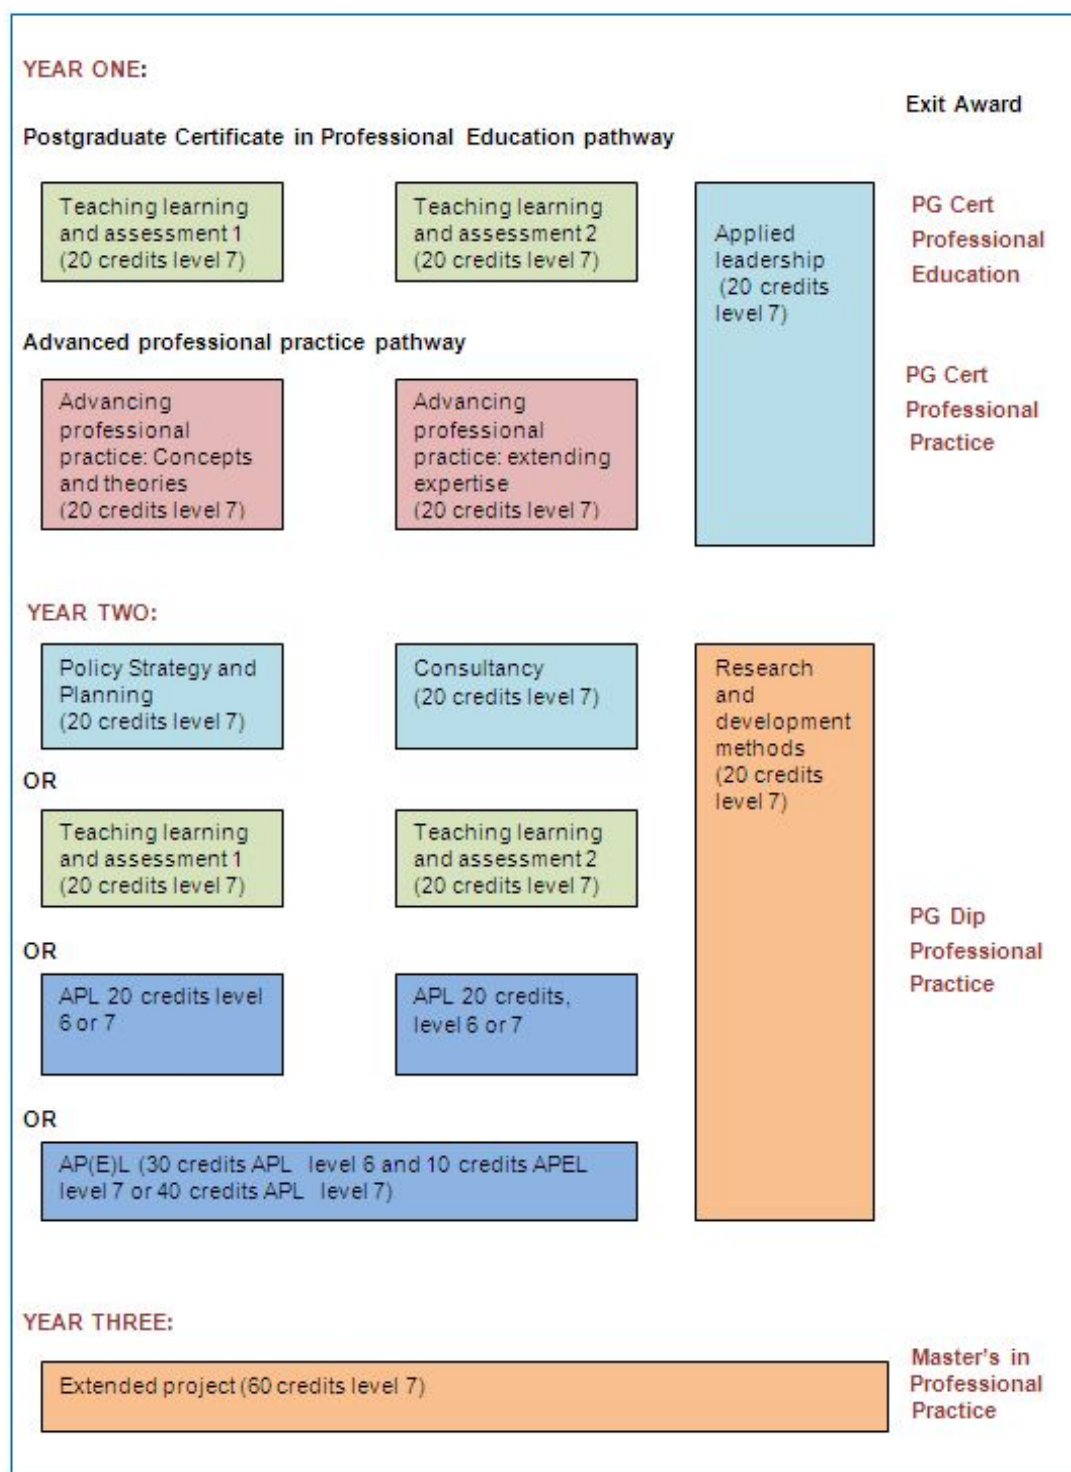 YEAR ONE:
Exit Award
Postgraduate Certificate in Professional Education pathway
Teaching learning
and assessment 1
(20 credits level 7)
Teaching learning
and assessment 2
(20 credits level 7)
Applied
leadership
(20 credits
level 7)
PG Cert
Professional
Education
Advanced professional practice pathway
Advancing
professional
practice: Concepts
and theories
(20 credits level 7)
Advancing
professional
practice: extending
expertise
(20 credits level 7)
PG Cert
Professional
Practice
YEAR TWO:
Policy Strategy and
Planning
(20 credits level 7)
Consultancy
(20 credits level 7)
Research
and
development
methods
(20 credits
level 7)
OR
Teaching learning
and assessment 1
(20 credits level 7)
Teaching learning
and assessment 2
(20 credits level 7)
PG Dip
Professional
Practice
OR
APL 20 credits level
6 or 7
APL 20 credits,
level 6 or 7
OR
AP(E)L (30 credits APL level 6 and 10 credits APEL
level 7 or 40 credits APL level 7)
YEAR THREE:
Extended project (60 credits level 7)
Master's in
Professional
Practice